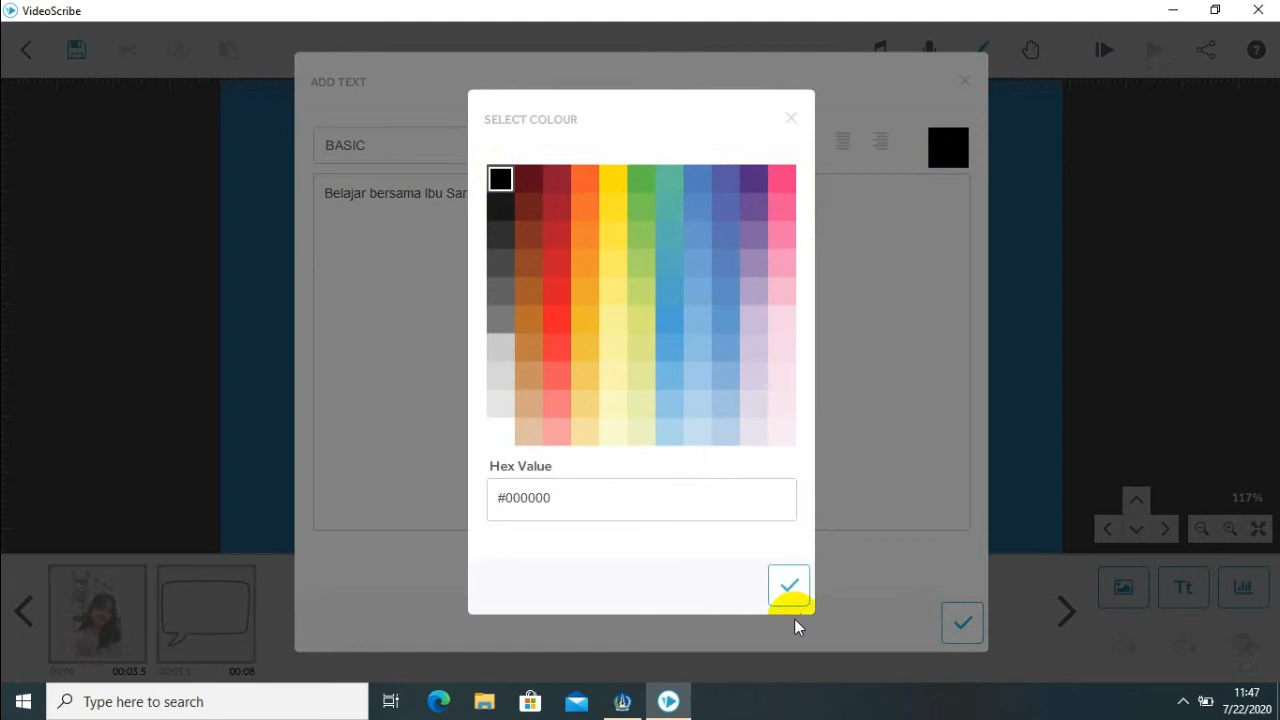 VideoScribe
ADD TEXT
SELECT COLOUR
BASIC
Belajar bersama Ibu Sar
Hex Value
#000000
117%
Tt
00:03.5
00:08
Type here to search
11:47
7/22/2020